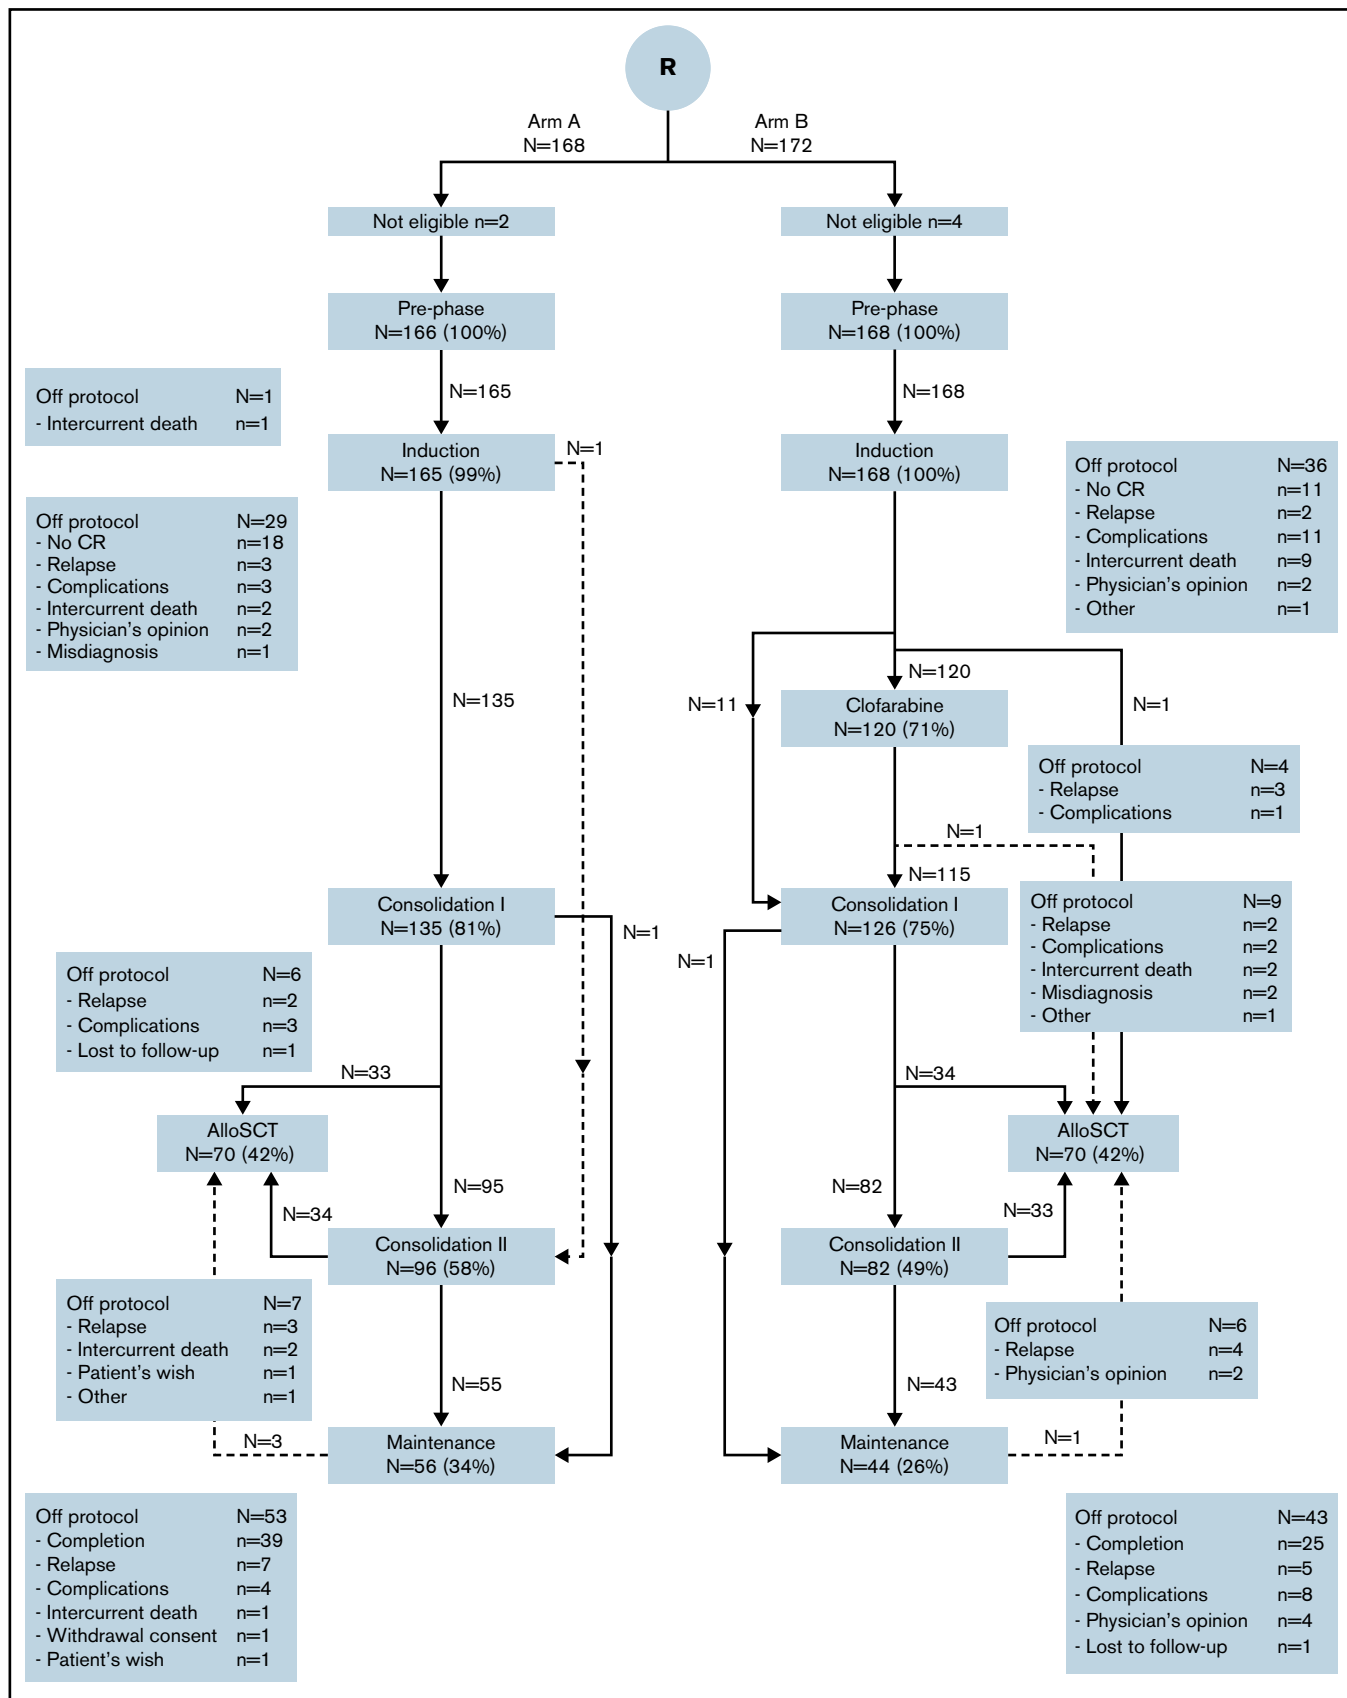 R
Arm A
N=168
Arm B
N=172
Not eligible n=2
Not eligible n=4
Pre-phase
N=166 (100%)
Pre-phase
N=168 (100%)
Off protocol N=1
- Intercurrent death n=1
N=165
N=168
Induction
N=165 (99%)
N=1
Induction
N=168 (100%)
Off protocol N=36
- No CR n=11
- Relapse n=2
- Complications n=11
- Intercurrent death n=9
- Physician's opinion n=2
- Other n=1
Off protocol N=29
- No CR n=18
- Relapse n=3
- Complications n=3
- Intercurrent death n=2
- Physician's opinion n=2
- Misdiagnosis n=1
N=135
N=11
N=120
N=1
Clofarabine
N=120 (71%)
Off protocol N=4
- Relapse n=3
- Complications n=1
N=1
N=115
Consolidation I
N=135 (81%)
N=1
Consolidation I
N=126 (75%)
N=1
Off protocol N=9
- Relapse n=2
- Complications n=2
- Intercurrent death n=2
- Misdiagnosis n=2
- Other n=1
Off protocol N=6
- Relapse n=2
- Complications n=3
- Lost to follow-up n=1
N=33
N=34
AlloSCT
N=70 (42%)
AlloSCT
N=70 (42%)
N=95
N=82
N=34
N=33
Consolidation II
N=96 (58%)
Consolidation II
N=82 (49%)
Off protocol N=7
- Relapse n=3
- Intercurrent death n=2
- Patient's wish n=1
- Other n=1
Off protocol N=6
- Relapse n=4
- Physician's opinion n=2
N=55
N=43
N=3
Maintenance
N=56 (34%)
Maintenance
N=44 (26%)
N=1
Off protocol N=53
- Completion n=39
- Relapse n=7
- Complications n=4
- Intercurrent death n=1
- Withdrawal consent n=1
- Patient's wish n=1
Off protocol N=43
- Completion n=25
- Relapse n=5
- Complications n=8
- Physician's opinion n=4
- Lost to follow-up n=1